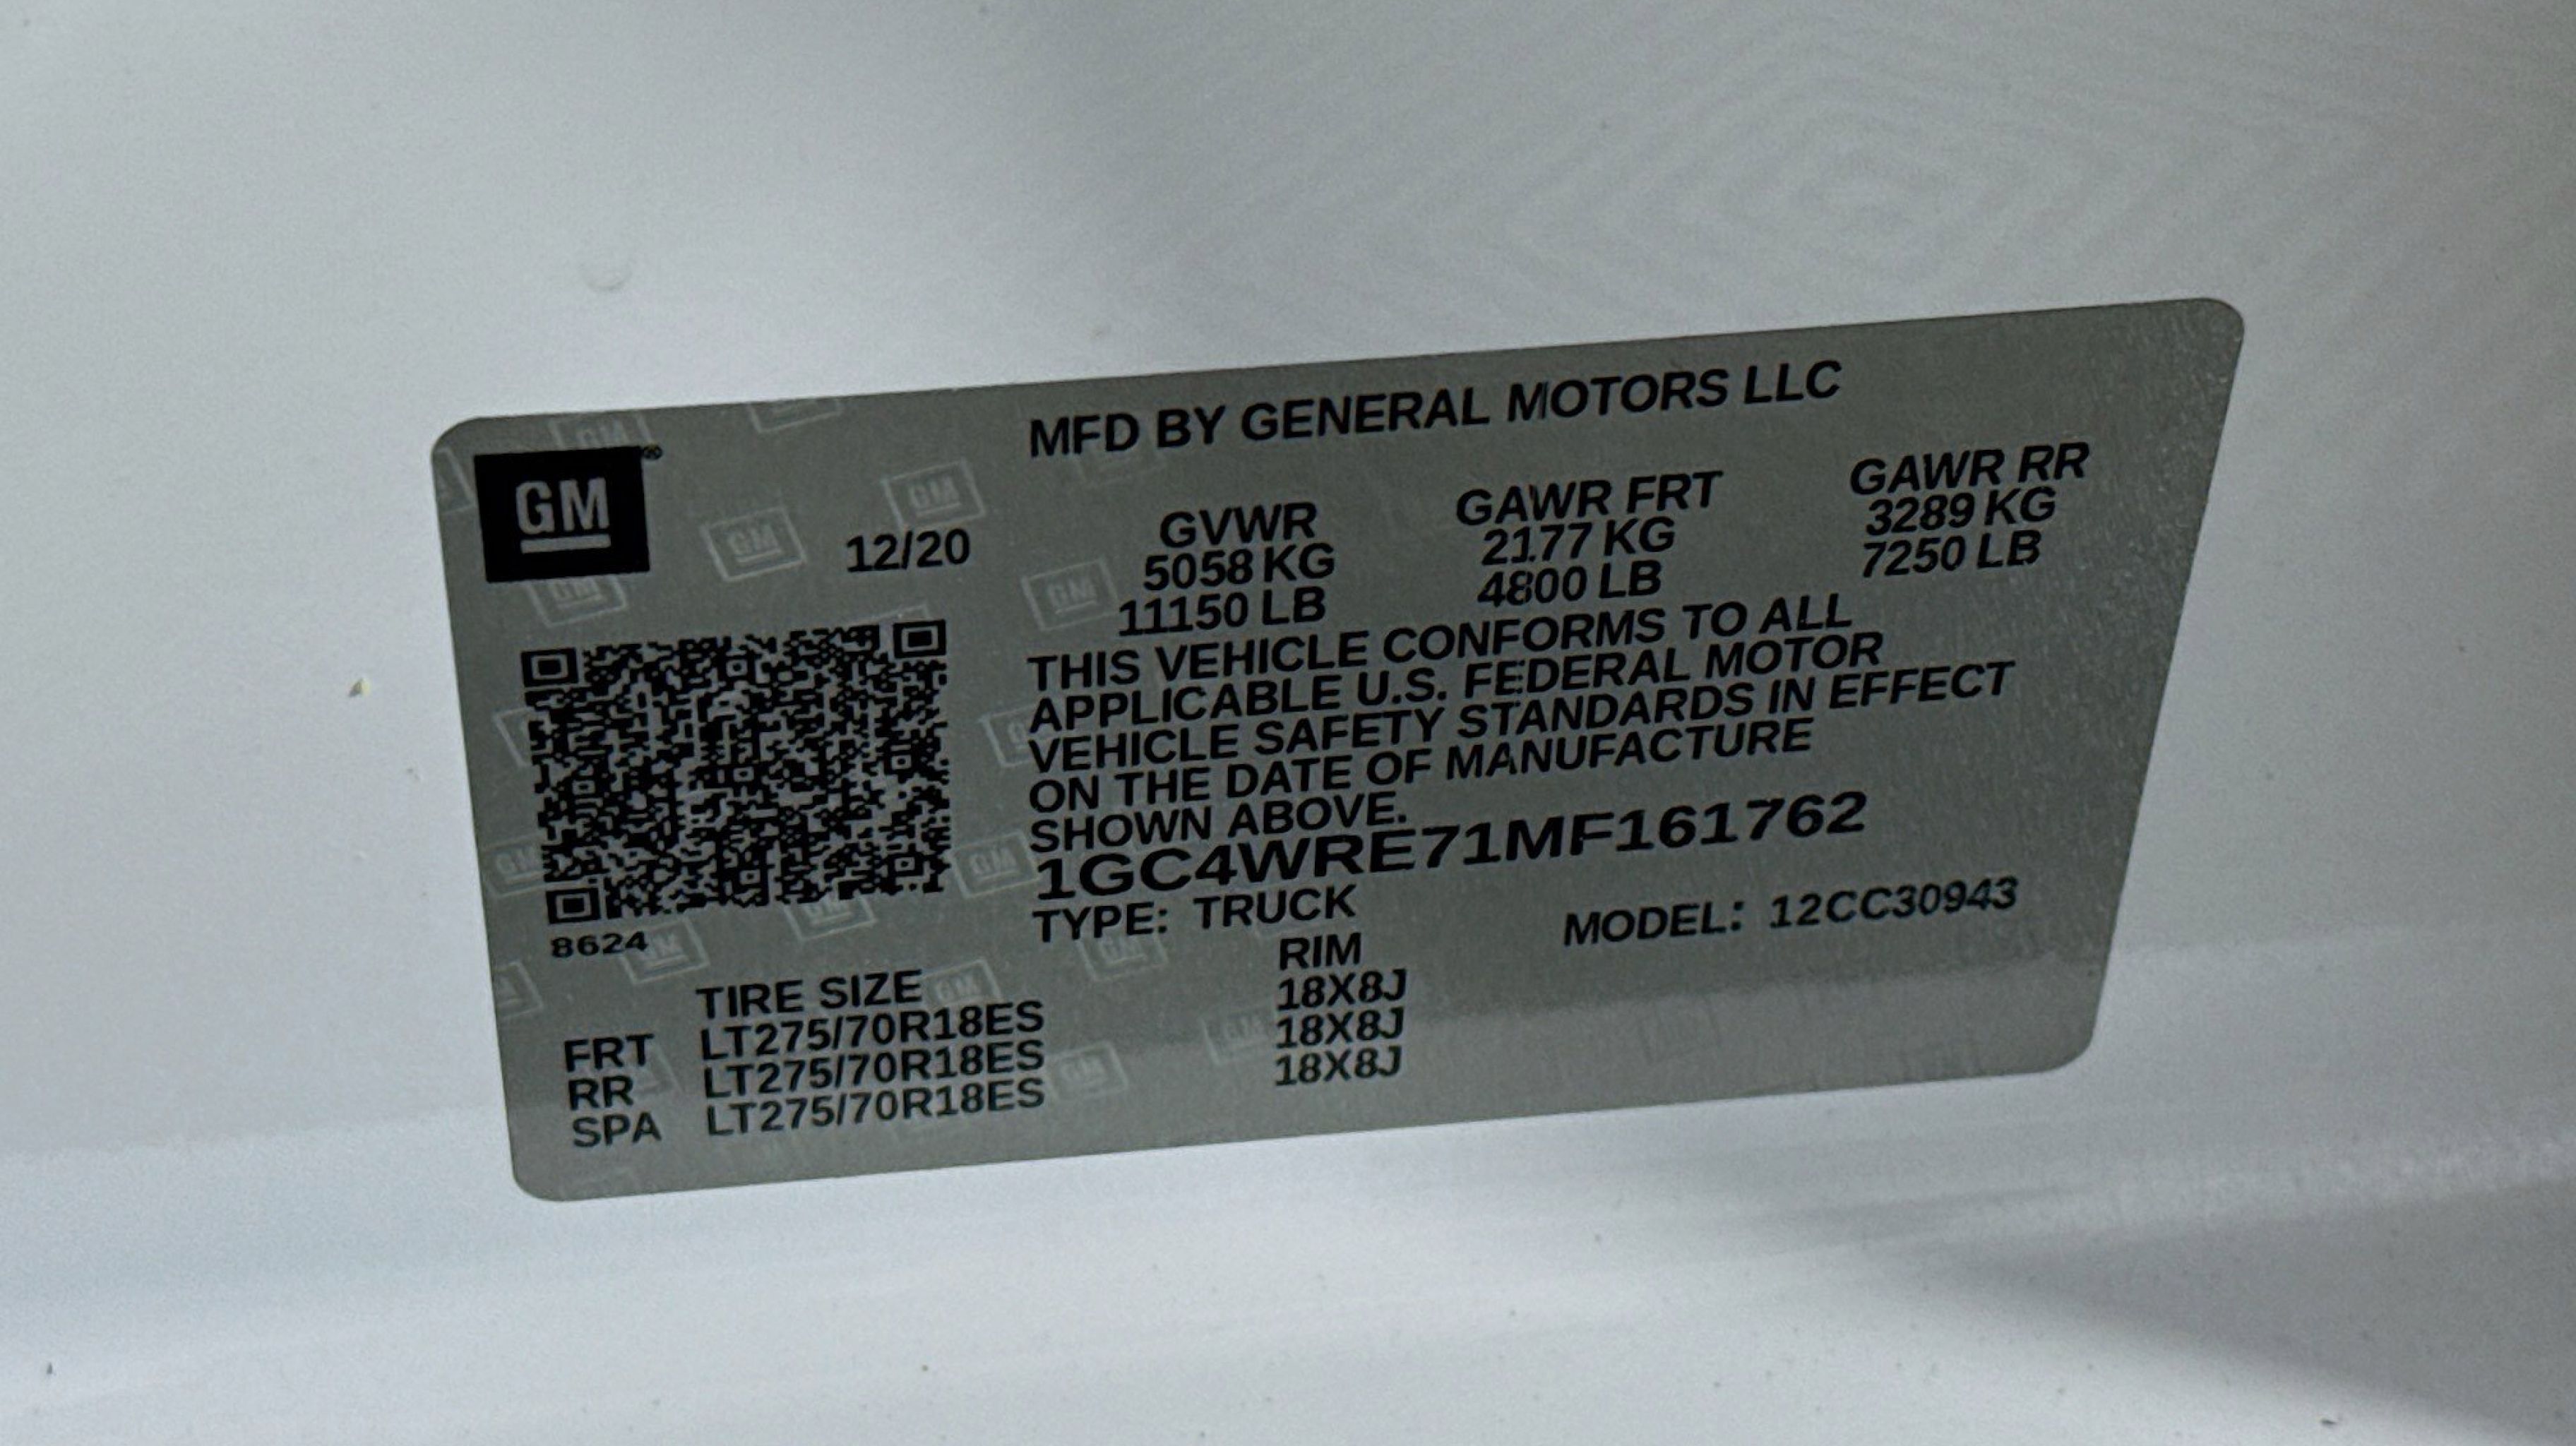 MFD BY GENERAL MOTORS LLC
GM®
12/20
GVWR GAWR FRT GAWR RR
5058 KG 2177 KG 3289 KG
11150 LB 4800 LB 7250 LB
THIS VEHICLE CONFORMS TO ALL
APPLICABLE U.S. FEDERAL MOTOR
VEHICLE SAFETY STANDARDS IN EFFECT
ON THE DATE OF MANUFACTURE
SHOWN ABOVE.
1GC4WRE71MF161762
TYPE: TRUCK MODEL: 12CC30943
8624
TIRE SIZE RIM
FRT LT275/70R18ES 18X8J
RR LT275/70R18ES 18X8J
SPA LT275/70R18ES 18X8J